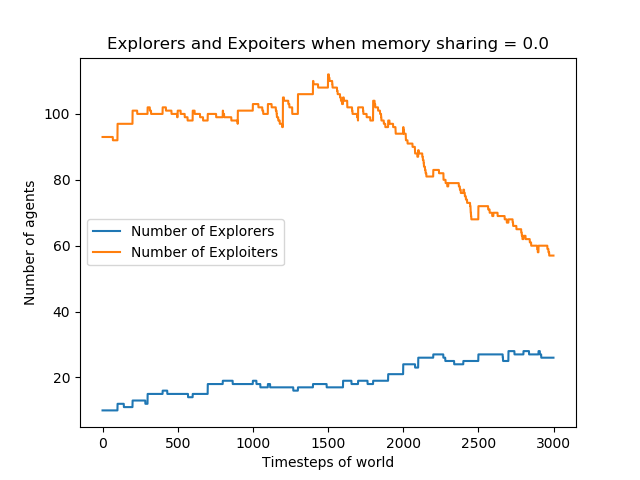 Explorers and Expoiters when memory sharing = 0.0
Number of agents
100
80
60
40
20
Number of Explorers
Number of Exploiters
0 500 1000 1500 2000 2500 3000
Timesteps of world